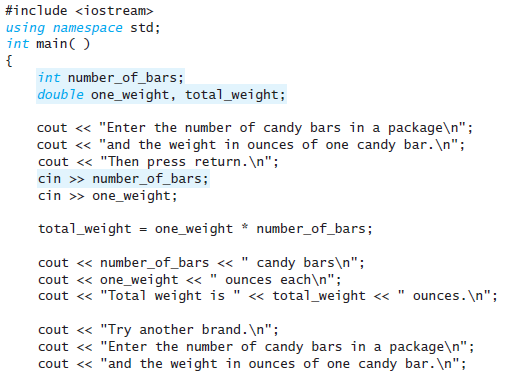 #include <iostream>
using namespace std;
int main( )
{
int number_of_bars;
double one_weight, total_weight;
cout << "Enter the number of candy bars in a package\n";
cout << "and the weight in ounces of one candy bar.\n";
cout << "Then press return.\n";
cin >> number_of_bars;
cin >> one_weight;
total_weight = one_weight * number_of_bars;
cout << number_of_bars << " candy bars\n";
cout << one_weight << " ounces each\n";
cout << "Total weight is " << total_weight << " ounces.\n";
cout << "Try another brand.\n";
cout << "Enter the number of candy bars in a package\n";
cout << "and the weight in ounces of one candy bar.\n";